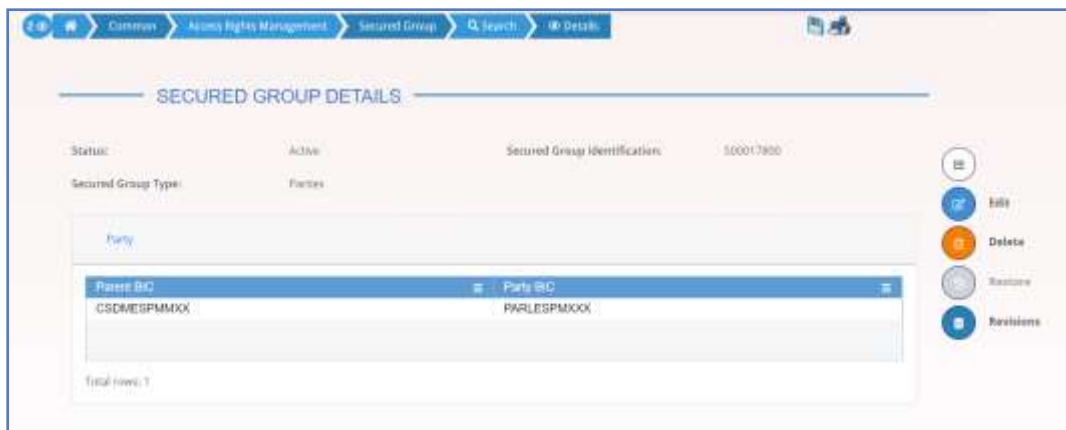 Common Access Rights Management Secured Group Search Details
SECURED GROUP DETAILS
Status: Active Secured Group Identification:
Secured Group Type: Parties
Edit
Party
Delete
Parent BIC Party BIC
Restore
CSDMESPMMXX PARLESPMXXX
Revisions
Total rows: 1